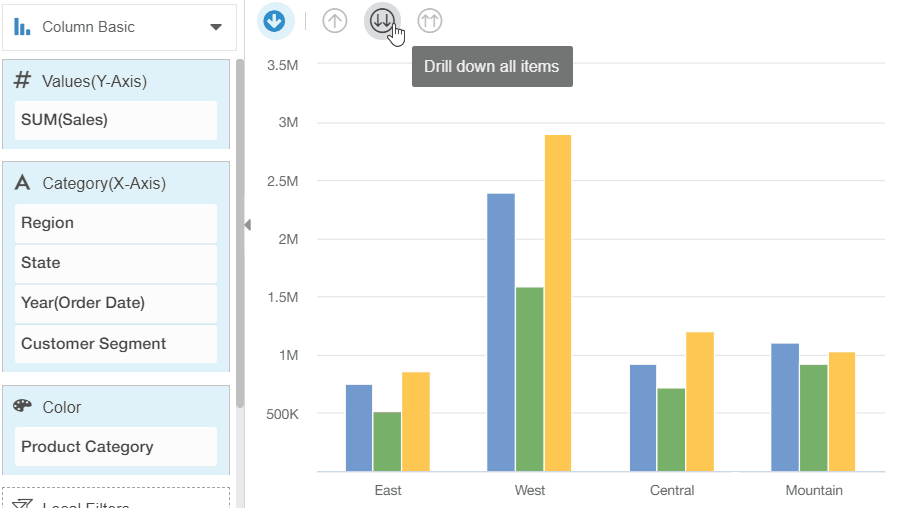 Column Basic
Values(Y-Axis)
SUM(Sales)
Category(X-Axis)
Region
State
Year(Order Date)
Customer Segment
Color
Product Category
Local Filters
Drill down all items
3.5M
3M
2.5M
2M
1.5M
1M
500K
East West Central Mountain